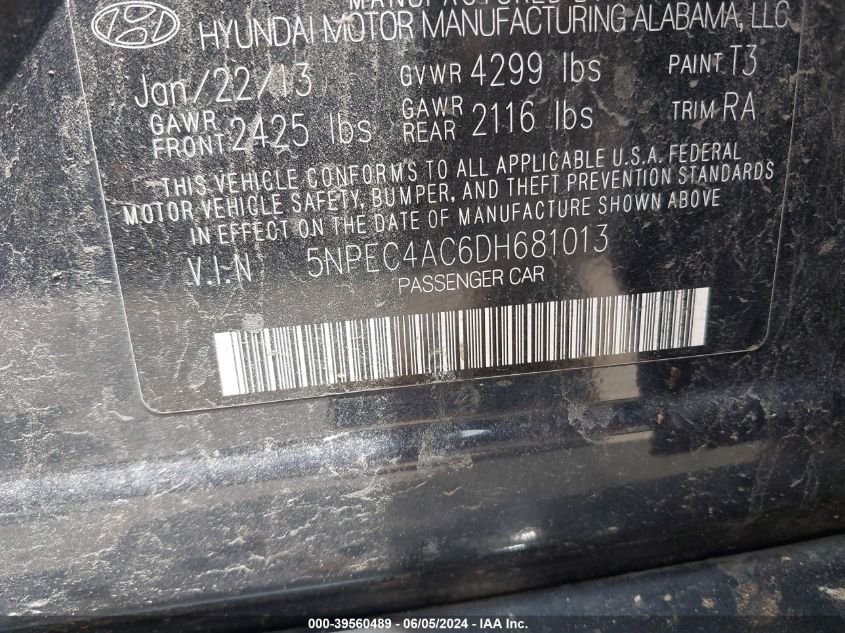 MANUFACTURED BY
HYUNDAI MOTOR MANUFACTURING ALABAMA, LLC
Jan/22/13 GVWR 4299 lbs PAINT T3
GAWR FRONT 2425 lbs GAWR REAR 2116 lbs TRIM RA
THIS VEHICLE CONFORMS TO ALL APPLICABLE U.S.A. FEDERAL
MOTOR VEHICLE SAFETY, BUMPER, AND THEFT PREVENTION STANDARDS
IN EFFECT ON THE DATE OF MANUFACTURE SHOWN ABOVE
V.I.N 5NPEC4AC6DH681013
PASSENGER CAR
000-39560489 - 06/05/2024 - IAA Inc.